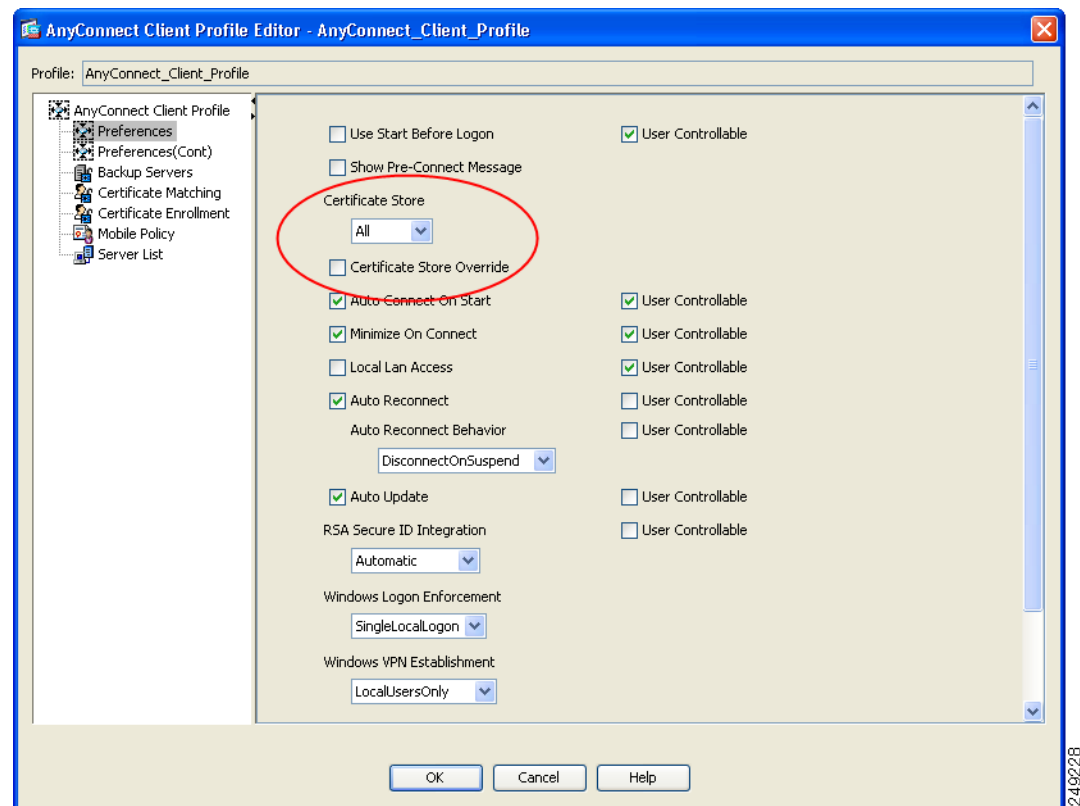 AnyConnect Client Profile Editor - AnyConnect_Client_Profile
Profile: AnyConnect_Client_Profile
AnyConnect Client Profile
Preferences
Preferences(Cont)
Backup Servers
Certificate Matching
Certificate Enrollment
Mobile Policy
Server List
Use Start Before Logon User Controllable
Show Pre-Connect Message
Certificate Store
All
Certificate Store Override
Auto Connect On Start User Controllable
Minimize On Connect User Controllable
Local Lan Access User Controllable
Auto Reconnect User Controllable
Auto Reconnect Behavior User Controllable
DisconnectOnSuspend
Auto Update User Controllable
RSA Secure ID Integration User Controllable
Automatic
Windows Logon Enforcement
SingleLocalLogon
Windows VPN Establishment
LocalUsersOnly
OK Cancel Help
249228